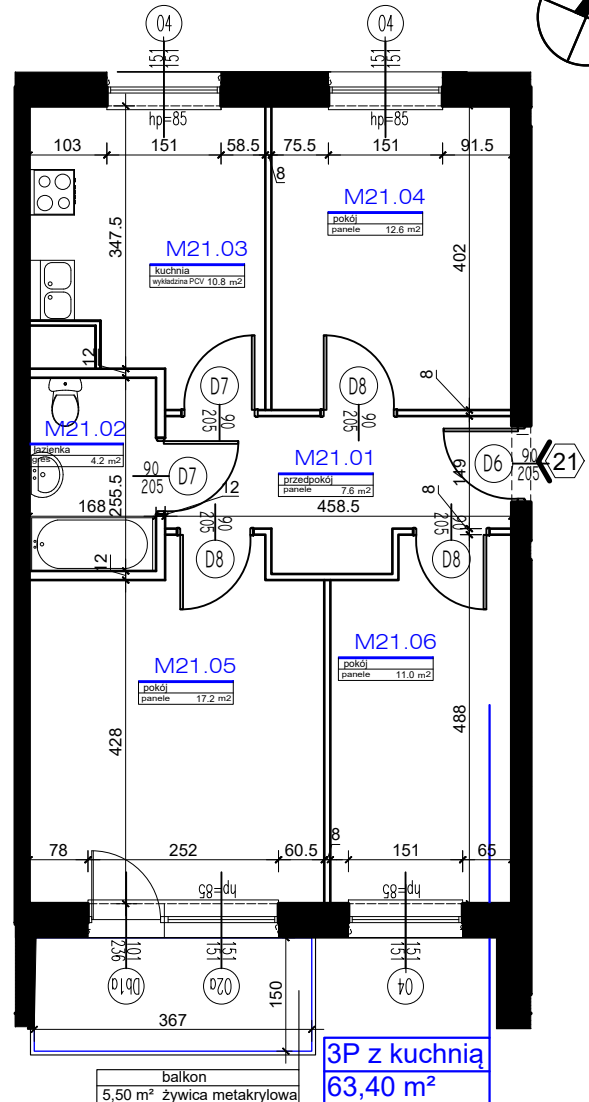 04
04
151
151
151
151
hp=85
hp=85
103
151
58.5
75.5
151
91.5
8
M21.04
pokój
panele 12.6 m2
347.5
M21.03
kuchnia
wykładzina PCV 10.8 m2
402
12
D7
90
205
D8
90
205
8
M21.02
łazienka
gres 4.2 m2
90
205
D7
M21.01
przedpokój
panele 7.6 m2
149
D6
90
205
21
168
255.5
12
458.5
8
90
205
D8
90
205
D8
12
M21.05
pokój
panele 17.2 m2
M21.06
pokój
panele 11.0 m2
428
488
78
252
60.5
8
151
65
hp=85
hp=85
101
236
151
151
151
151
Db1a
02a
04
150
367
3P z kuchnią
63,40 m²
balkon
5,50 m² żywica metakrylowa